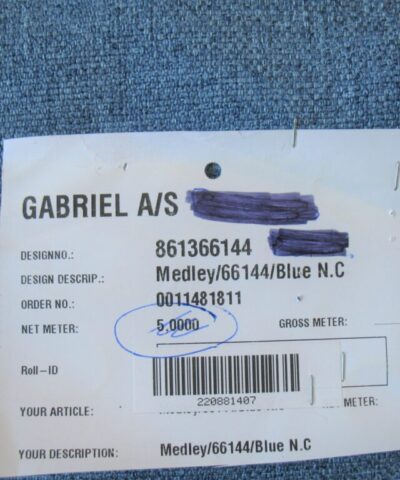 GABRIEL A/S
DESIGNNO.: 861366144
DESIGN DESCRIP.: Medley/66144/Blue N.C
ORDER NO.: 0011481811
NET METER: 5.0000 GROSS METER:
Roll-ID
220881407
YOUR ARTICLE: METER:
YOUR DESCRIPTION: Medley/66144/Blue N.C